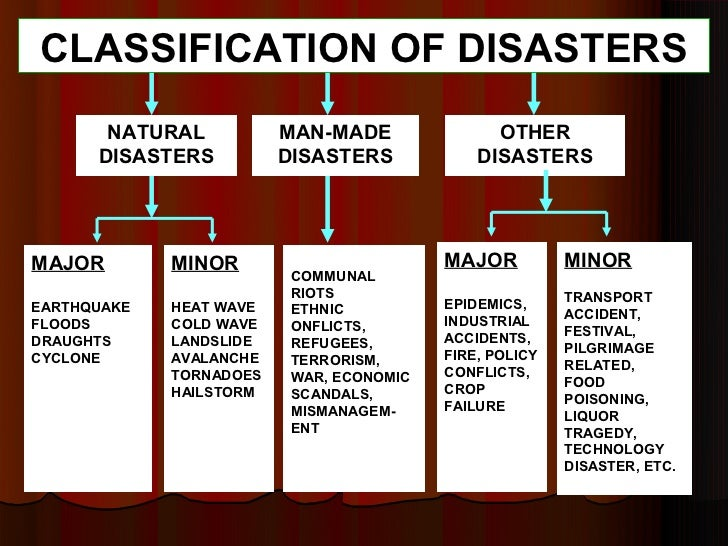 CLASSIFICATION OF DISASTERS
NATURAL
DISASTERS
MAN-MADE
DISASTERS
OTHER
DISASTERS
MAJOR
EARTHQUAKE
FLOODS
DRAUGHTS
CYCLONE
MINOR
HEAT WAVE
COLD WAVE
LANDSLIDE
AVALANCHE
TORNADOES
HAILSTORM
COMMUNAL
RIOTS
ETHNIC
ONFLICTS,
REFUGEES,
TERRORISM,
WAR, ECONOMIC
SCANDALS,
MISMANAGEM-
ENT
MAJOR
EPIDEMICS,
INDUSTRIAL
ACCIDENTS,
FIRE, POLICY
CONFLICTS,
CROP
FAILURE
MINOR
TRANSPORT
ACCIDENT,
FESTIVAL,
PILGRIMAGE
RELATED,
FOOD
POISONING,
LIQUOR
TRAGEDY,
TECHNOLOGY
DISASTER, ETC.